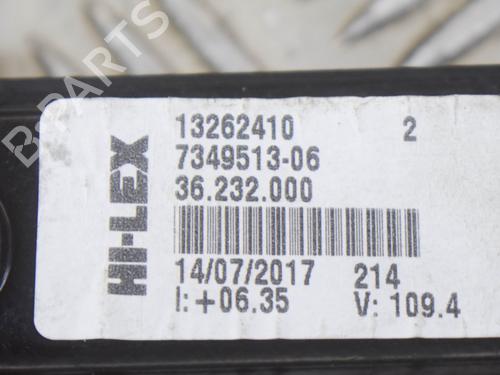 HI-LEX
13262410 2
7349513-06
36.232.000
14/07/2017 214
I: +06.35 V: 109.4
B-PARTS